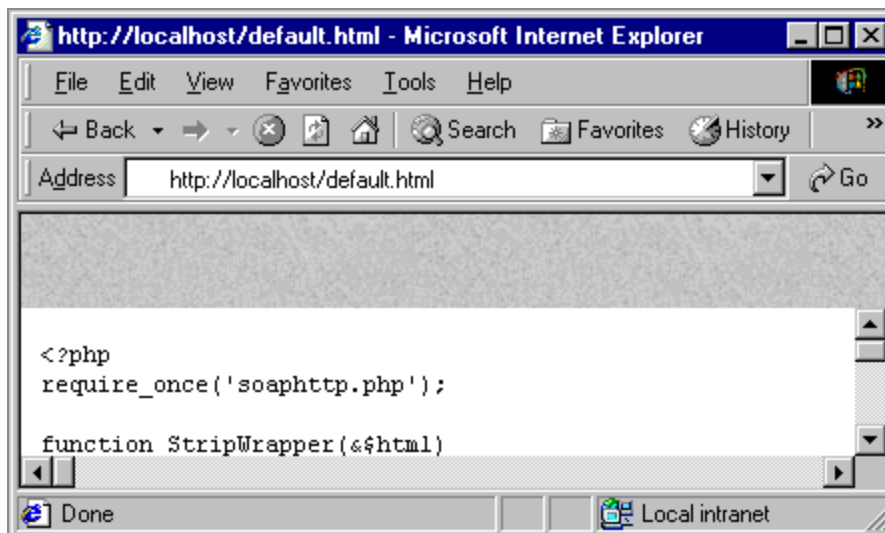 http://localhost/default.html - Microsoft Internet Explorer
File Edit View Favorites Tools Help
Back Search Favorites History »
Address http://localhost/default.html Go
<?php
require_once('soaphttp.php');
function StripWrapper(&$html)
Done Local intranet